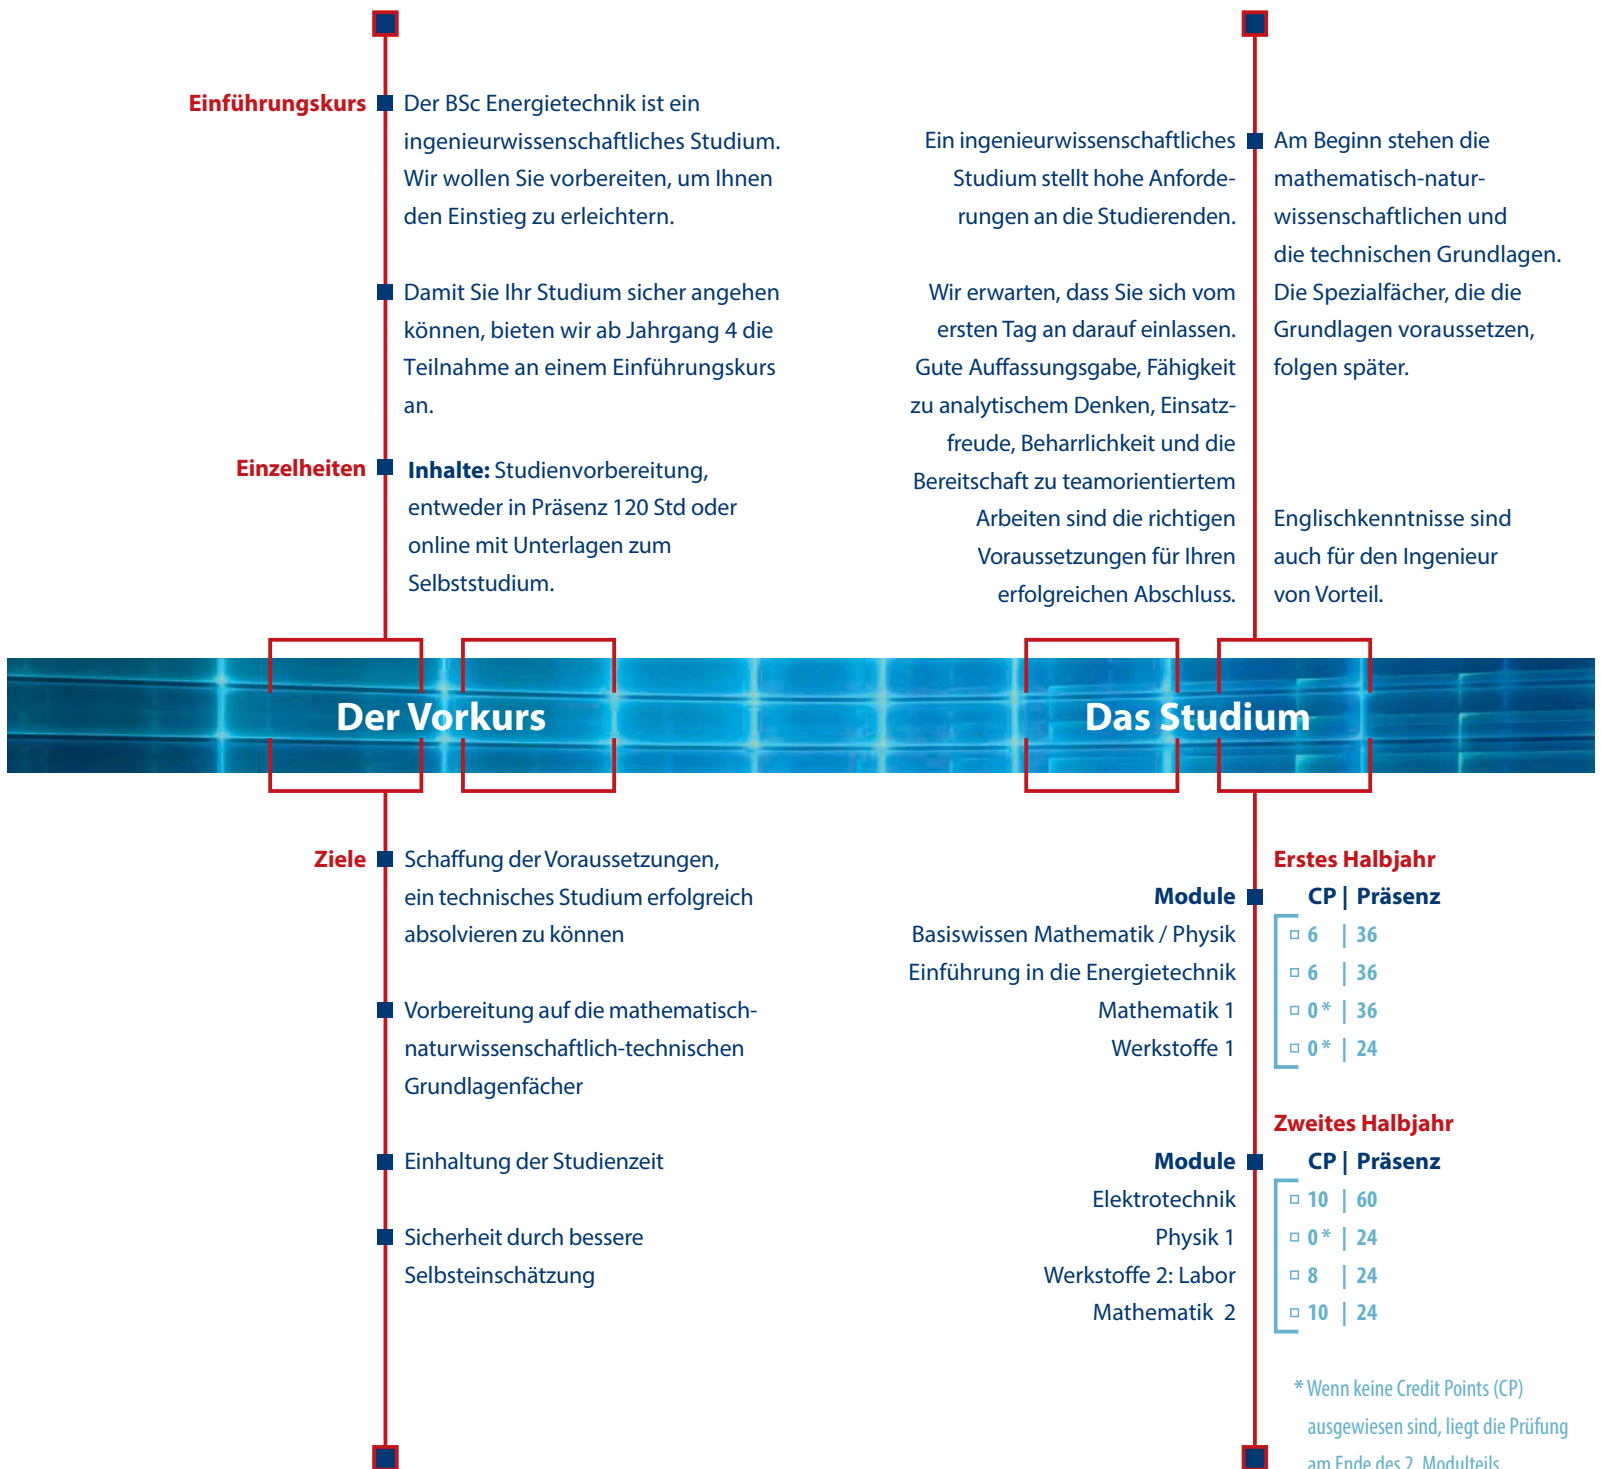 Einführungskurs
Der BSc Energietechnik ist ein
ingenieurwissenschaftliches Studium.
Wir wollen Sie vorbereiten, um Ihnen
den Einstieg zu erleichtern.
Damit Sie Ihr Studium sicher angehen
können, bieten wir ab Jahrgang 4 die
Teilnahme an einem Einführungskurs
an.
Einzelheiten
Inhalte: Studienvorbereitung,
entweder in Präsenz 120 Std oder
online mit Unterlagen zum
Selbststudium.
Ein ingenieurwissenschaftliches
Studium stellt hohe Anforde-
rungen an die Studierenden.
Wir erwarten, dass Sie sich vom
ersten Tag an darauf einlassen.
Gute Auffassungsgabe, Fähigkeit
zu analytischem Denken, Einsatz-
freude, Beharrlichkeit und die
Bereitschaft zu teamorientiertem
Arbeiten sind die richtigen
Voraussetzungen für Ihren
erfolgreichen Abschluss.
Am Beginn stehen die
mathematisch-natur-
wissenschaftlichen und
die technischen Grundlagen.
Die Spezialfächer, die die
Grundlagen voraussetzen,
folgen später.
Englischkenntnisse sind
auch für den Ingenieur
von Vorteil.
Der Vorkurs
Das Studium
Ziele
Schaffung der Voraussetzungen,
ein technisches Studium erfolgreich
absolvieren zu können
Vorbereitung auf die mathematisch-
naturwissenschaftlich-technischen
Grundlagenfächer
Einhaltung der Studienzeit
Sicherheit durch bessere
Selbsteinschätzung
Erstes Halbjahr
Module CP | Präsenz
Basiswissen Mathematik / Physik 6 | 36
Einführung in die Energietechnik 6 | 36
Mathematik 1 0 * | 36
Werkstoffe 1 0 * | 24
Zweites Halbjahr
Module CP | Präsenz
Elektrotechnik 10 | 60
Physik 1 0 * | 24
Werkstoffe 2: Labor 8 | 24
Mathematik 2 10 | 24
* Wenn keine Credit Points (CP)
ausgewiesen sind, liegt die Prüfung
am Ende des 2. Modulteils